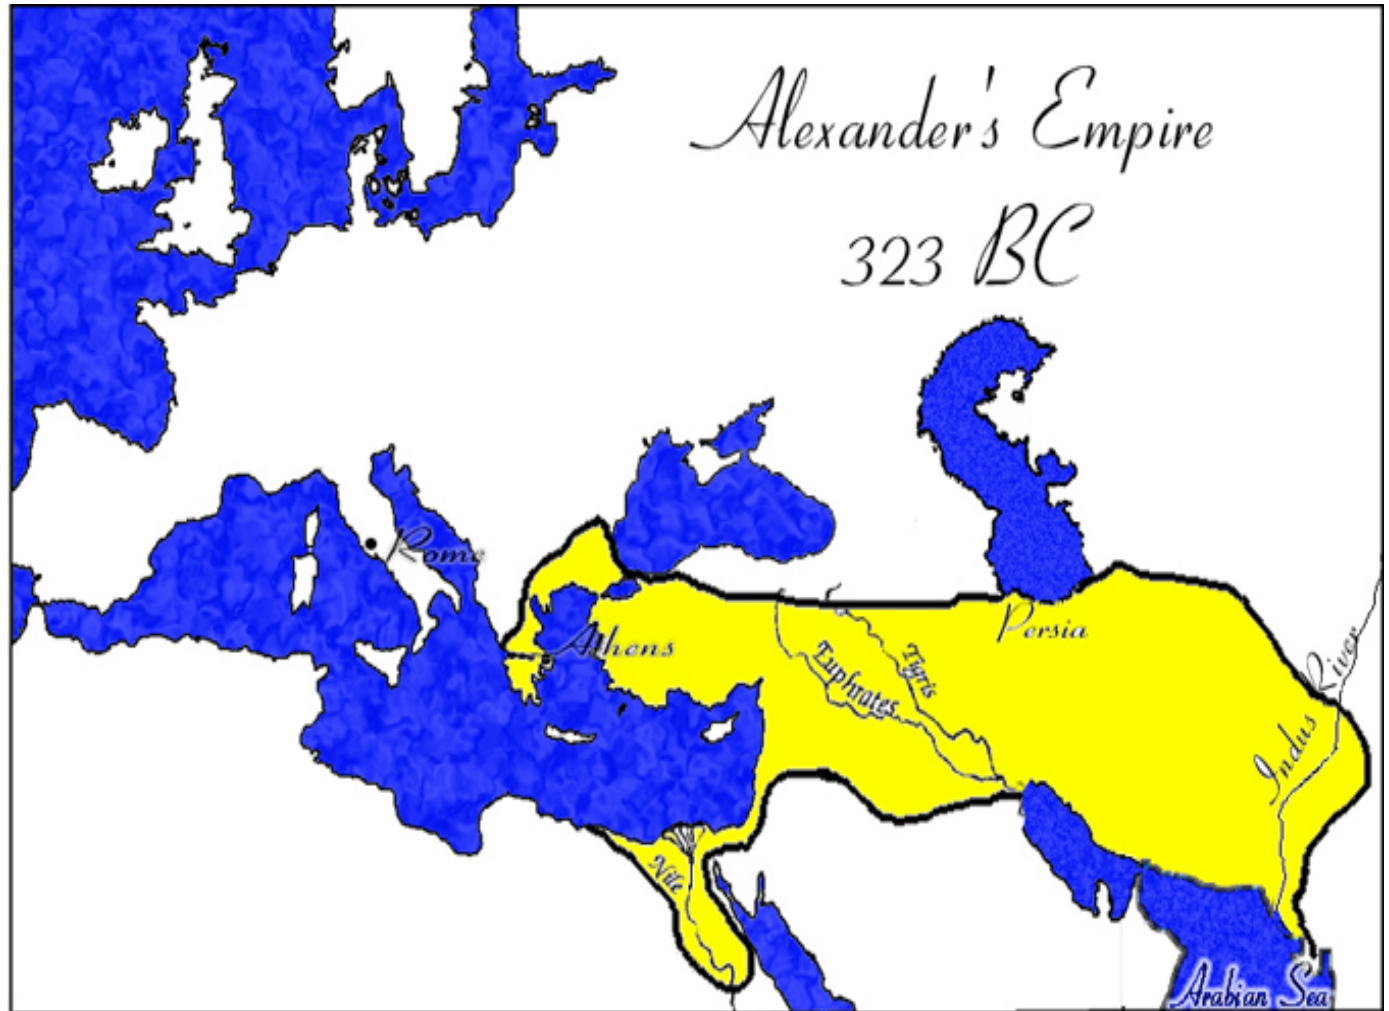 Alexander's Empire
323 BC
Rome
Athens
Persia
Tigris
Euphrates
Indus River
Nile
Arabian Sea